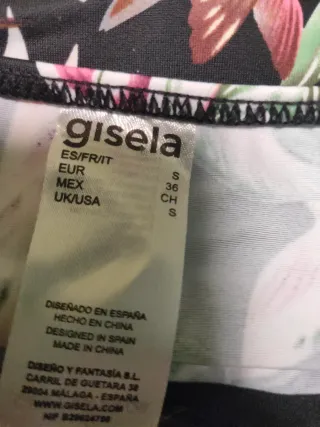 gisela
ES/FR/IT S
EUR 36
MEX CH
UK/USA S
DISEÑADO EN ESPAÑA
HECHO EN CHINA
DESIGNED IN SPAIN
MADE IN CHINA
DISEÑO Y FANTASÍA S.L.
CARRIL DE GUETARA 38
29004 MÁLAGA - ESPAÑA
WWW.GISELA.COM
NIF